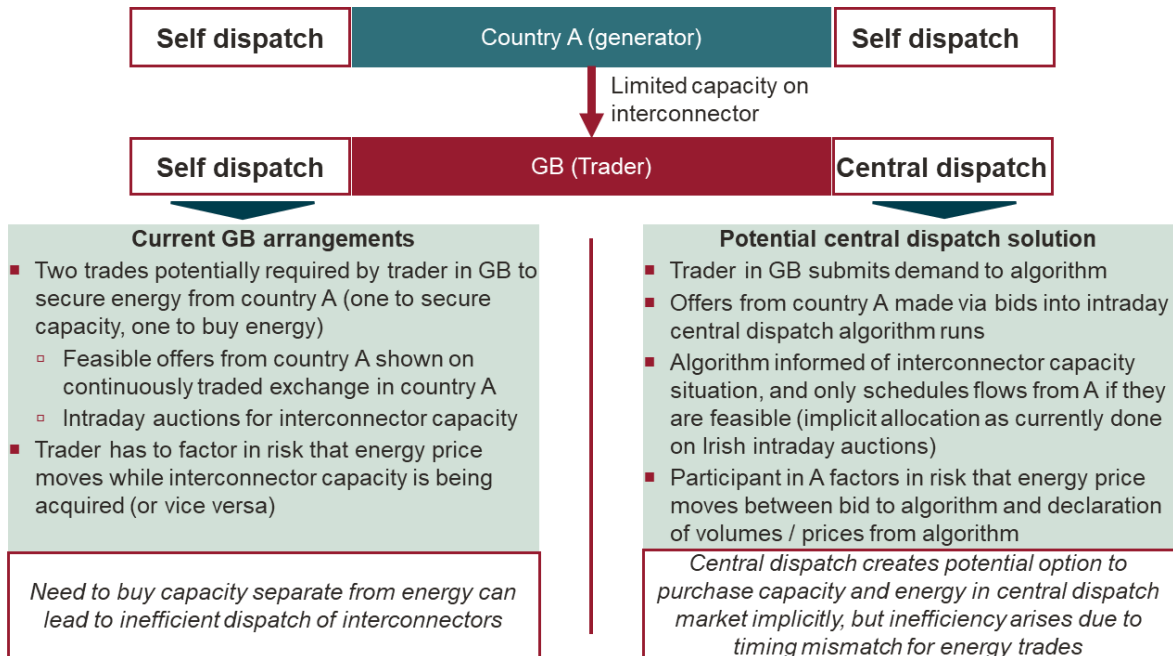 Self dispatch
Country A (generator)
Self dispatch
Limited capacity on
interconnector
Self dispatch
GB (Trader)
Central dispatch
Current GB arrangements
Two trades potentially required by trader in GB to
secure energy from country A (one to secure
capacity, one to buy energy)
Feasible offers from country A shown on
continuously traded exchange in country A
Intraday auctions for interconnector capacity
Trader has to factor in risk that energy price
moves while interconnector capacity is being
acquired (or vice versa)
Need to buy capacity separate from energy can
lead to inefficient dispatch of interconnectors
Potential central dispatch solution
Trader in GB submits demand to algorithm
Offers from country A made via bids into intraday
central dispatch algorithm runs
Algorithm informed of interconnector capacity
situation, and only schedules flows from A if they
are feasible (implicit allocation as currently done
on Irish intraday auctions)
Participant in A factors in risk that energy price
moves between bid to algorithm and declaration
of volumes / prices from algorithm
Central dispatch creates potential option to
purchase capacity and energy in central dispatch
market implicitly, but inefficiency arises due to
timing mismatch for energy trades